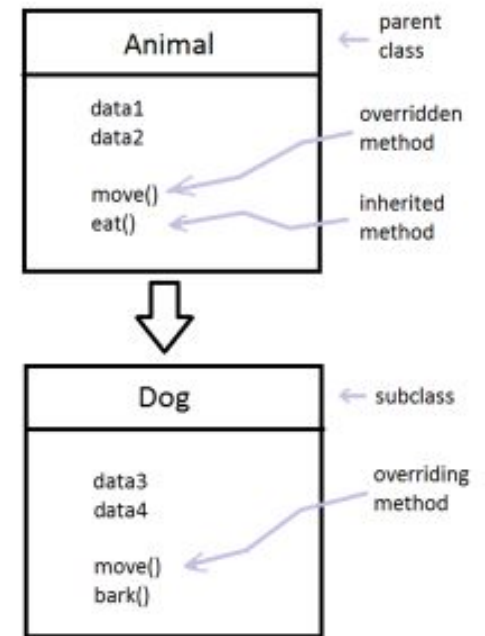 Animal
parent
class
data1
data2
overridden
method
move()
eat()
inherited
method
Dog
subclass
data3
data4
overriding
method
move()
bark()